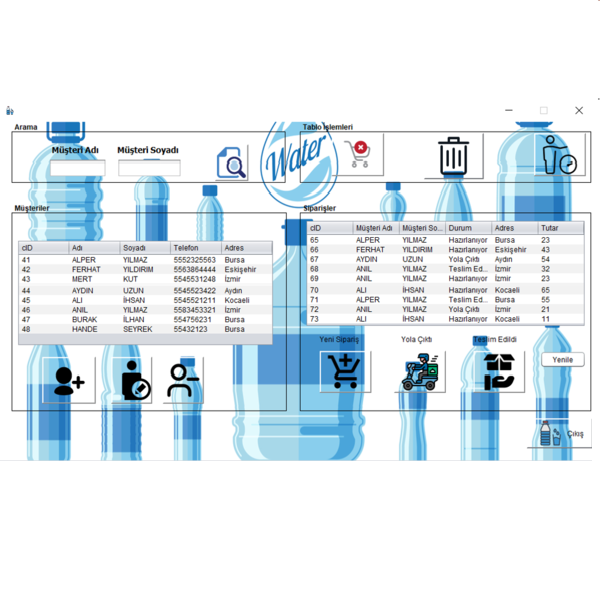 Arama
Tablo İşlemleri
Müşteri Adı Müşteri Soyadı
Water
Müşteriler
cID Adı Soyadı Telefon Adres
41 ALPER YILMAZ 5552325563 Bursa
42 FERHAT YILDIRIM 5563864444 Eskişehir
43 MERT KUT 5545531248 İzmir
44 AYDIN UZUN 5545523422 Aydın
45 ALİ İHSAN 5545521211 Kocaeli
46 ANIL YILMAZ 5583453321 İzmir
47 BURAK İLHAN 554756231 Bursa
48 HANDE SEYREK 55432123 Bursa
Siparişler
cID Müşteri Adı Müşteri So... Durum Adres Tutar
65 ALPER YILMAZ Hazırlanıyor Bursa 23
66 FERHAT YILDIRIM Hazırlanıyor Eskişehir 43
67 AYDIN UZUN Yola Çıktı Aydın 54
68 ANIL YILMAZ Teslim Ed... İzmir 32
69 ANIL YILMAZ Hazırlanıyor İzmir 23
70 ALİ İHSAN Hazırlanıyor Kocaeli 65
71 ALPER YILMAZ Teslim Ed... Bursa 55
72 ANIL YILMAZ Yola Çıktı İzmir 21
73 ALİ İHSAN Hazırlanıyor Kocaeli 11
Yeni Sipariş Yola Çıktı Teslim Edildi
Yenile
Çıkış